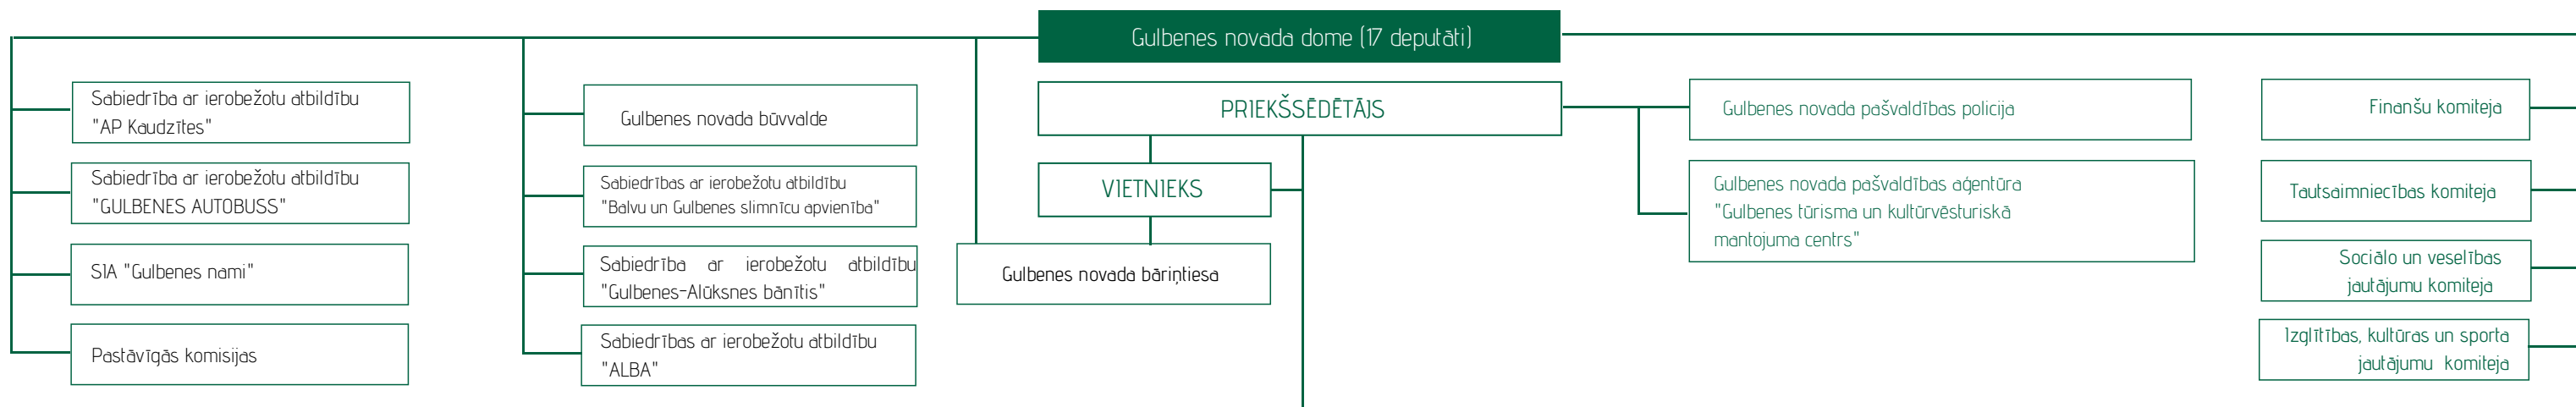 Gulbenes novada dome (17 deputāti)
Sabiedrība ar ierobežotu atbildību
"AP Kaudzītes"
Sabiedrība ar ierobežotu atbildību
"GULBENES AUTOBUSS"
SIA "Gulbenes nami"
Pastāvīgās komisijas
Gulbenes novada būvvalde
Sabiedrības ar ierobežotu atbildību
"Balvu un Gulbenes slimnīcu apvienība"
Sabiedrība ar ierobežotu atbildību
"Gulbenes-Alūksnes bānītis"
Sabiedrības ar ierobežotu atbildību
"ALBA"
PRIEKŠSĒDĒTĀJS
VIETNIEKS
Gulbenes novada bāriņtiesa
Gulbenes novada pašvaldības policija
Gulbenes novada pašvaldības aģentūra
"Gulbenes tūrisma un kultūrvēsturiskā
mantojuma centrs"
Finanšu komiteja
Tautsaimniecības komiteja
Sociālo un veselības
jautājumu komiteja
Izglītības, kultūras un sporta
jautājumu komiteja